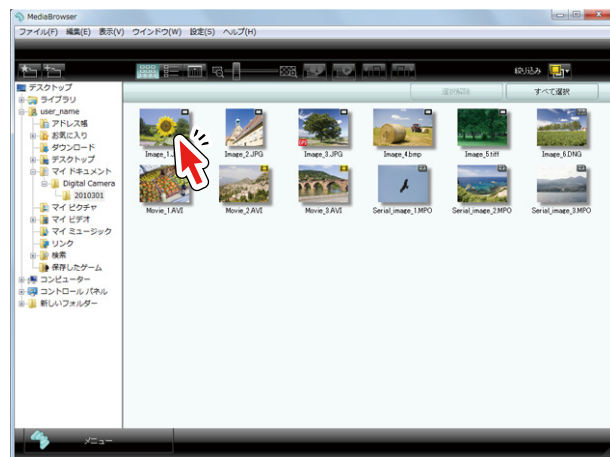 MediaBrowser
ファイル(F) 編集(E) 表示(V) ウインドウ(W) 設定(S) ヘルプ(H)
絞り込み
デスクトップ
選択解除 すべて選択
ライブラリ
user_name
アドレス帳
お気に入り
ダウンロード
デスクトップ
マイ ドキュメント
Digital Camera
2010301
マイ ピクチャ
マイ ビデオ
マイ ミュージック
リンク
検索
保存したゲーム
コンピューター
コントロール パネル
新しいフォルダー
Image_1.J Image_2.JPG Image_3.JPG Image_4.bmp Image_5.tiff Image_6.DNG
Movie_1.AVI Movie_2.AVI Movie_3.AVI Serial_image_1.MPO Serial_image_2.MPO Serial_image_3.MPO
メニュー